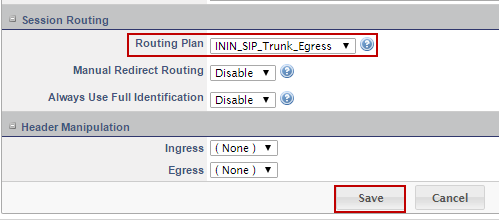 Session Routing
Routing Plan ININ_SIP_Trunk_Egress
Manual Redirect Routing Disable
Always Use Full Identification Disable
Header Manipulation
Ingress ( None )
Egress ( None )
Save Cancel